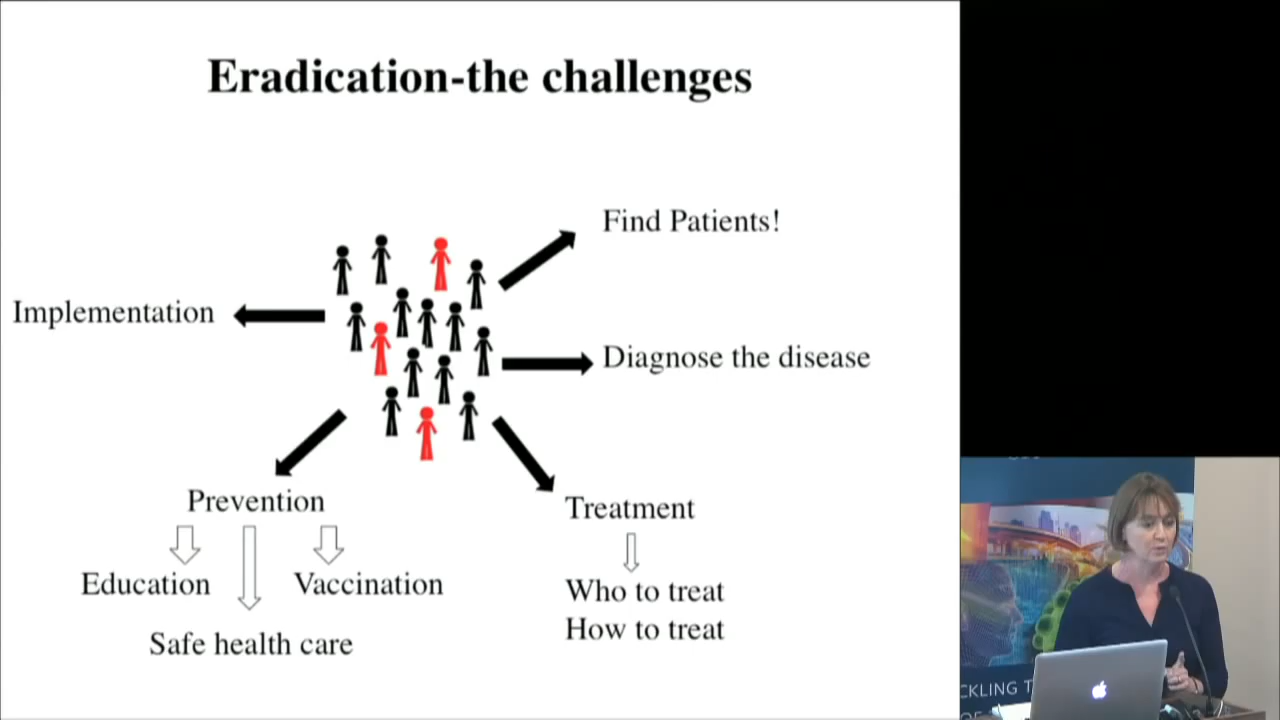 Eradication-the challenges
Find Patients!
Implementation
Diagnose the disease
Prevention
Treatment
Education
Vaccination
Who to treat
Safe health care
How to treat
CKLING T